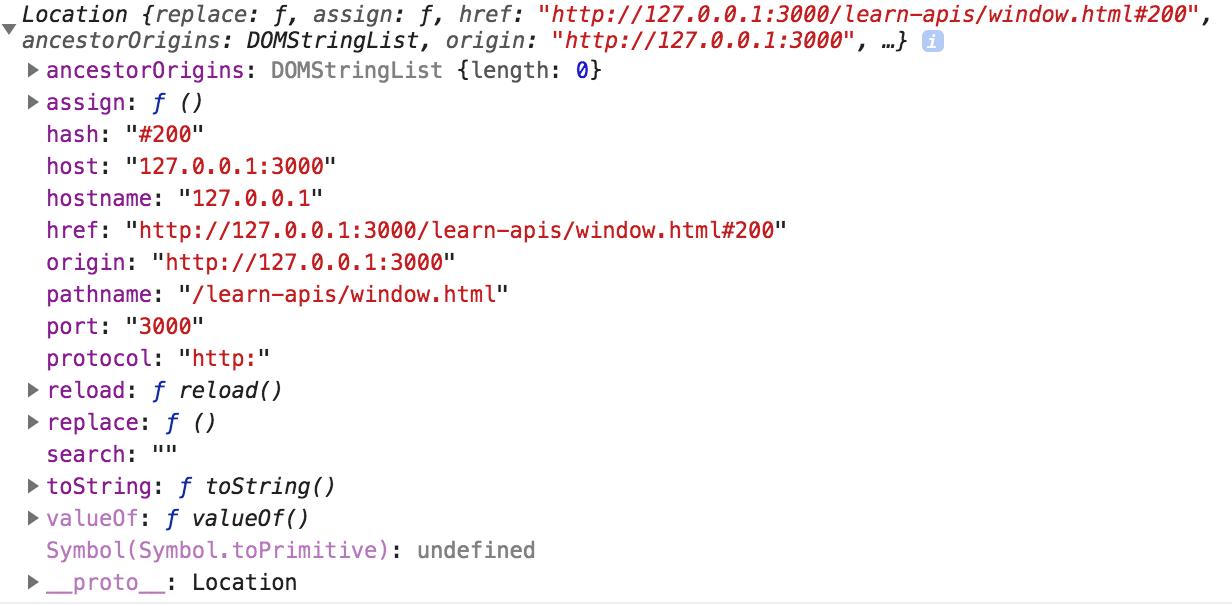 Location {replace: ƒ, assign: ƒ, href: "http://127.0.0.1:3000/learn-apis/window.html#200",
ancestorOrigins: DOMStringList, origin: "http://127.0.0.1:3000", …} i
ancestorOrigins: DOMStringList {length: 0}
assign: ƒ ()
hash: "#200"
host: "127.0.0.1:3000"
hostname: "127.0.0.1"
href: "http://127.0.0.1:3000/learn-apis/window.html#200"
origin: "http://127.0.0.1:3000"
pathname: "/learn-apis/window.html"
port: "3000"
protocol: "http:"
reload: ƒ reload()
replace: ƒ ()
search: ""
toString: ƒ toString()
valueOf: ƒ valueOf()
Symbol(Symbol.toPrimitive): undefined
__proto__: Location